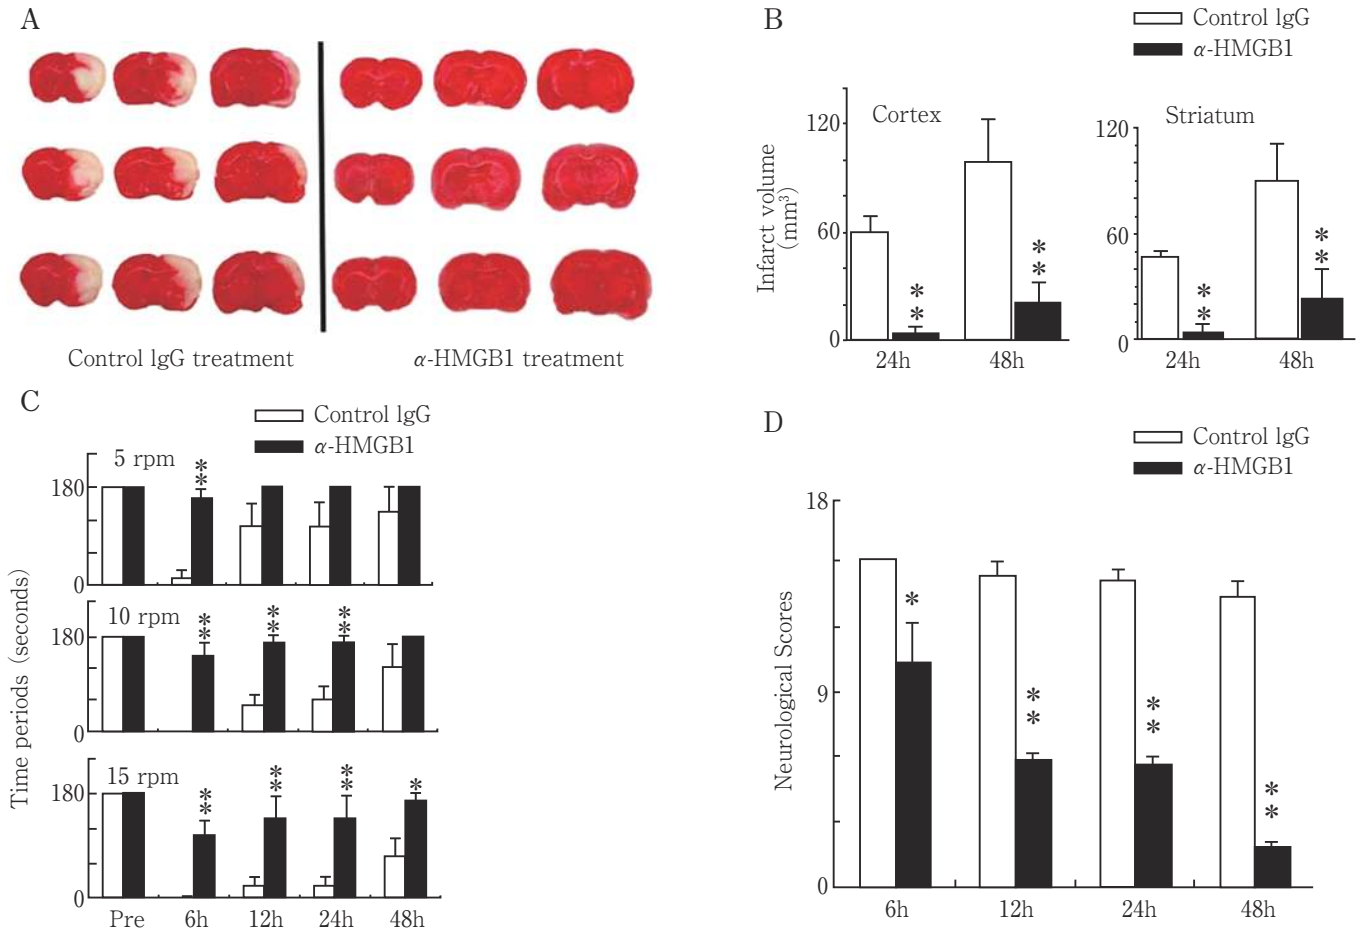 A
Control lgG treatment
α-HMGB1 treatment
B
Control lgG
α-HMGB1
Infarct volume
(mm³)
Cortex
120
60
0
**
**
24h
48h
Striatum
120
60
0
**
**
24h
48h
C
Control lgG
α-HMGB1
Time periods (seconds)
5 rpm
180
0
**
10 rpm
180
0
**
**
**
15 rpm
180
0
**
**
**
*
Pre
6h
12h
24h
48h
D
Control lgG
α-HMGB1
Neurological Scores
18
9
0
*
**
**
**
6h
12h
24h
48h